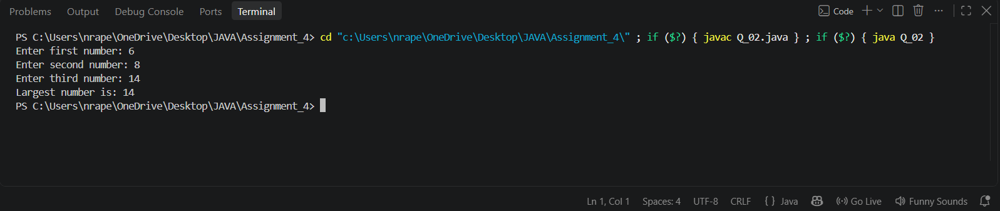 Problems Output Debug Console Ports Terminal Code
PS C:\Users\nrape\OneDrive\Desktop\JAVA\Assignment_4> cd "c:\Users\nrape\OneDrive\Desktop\JAVA\Assignment_4\" ; if ($?) { javac Q_02.java } ; if ($?) { java Q_02 }
Enter first number: 6
Enter second number: 8
Enter third number: 14
Largest number is: 14
PS C:\Users\nrape\OneDrive\Desktop\JAVA\Assignment_4>
Ln 1, Col 1 Spaces: 4 UTF-8 CRLF {} Java Go Live Funny Sounds